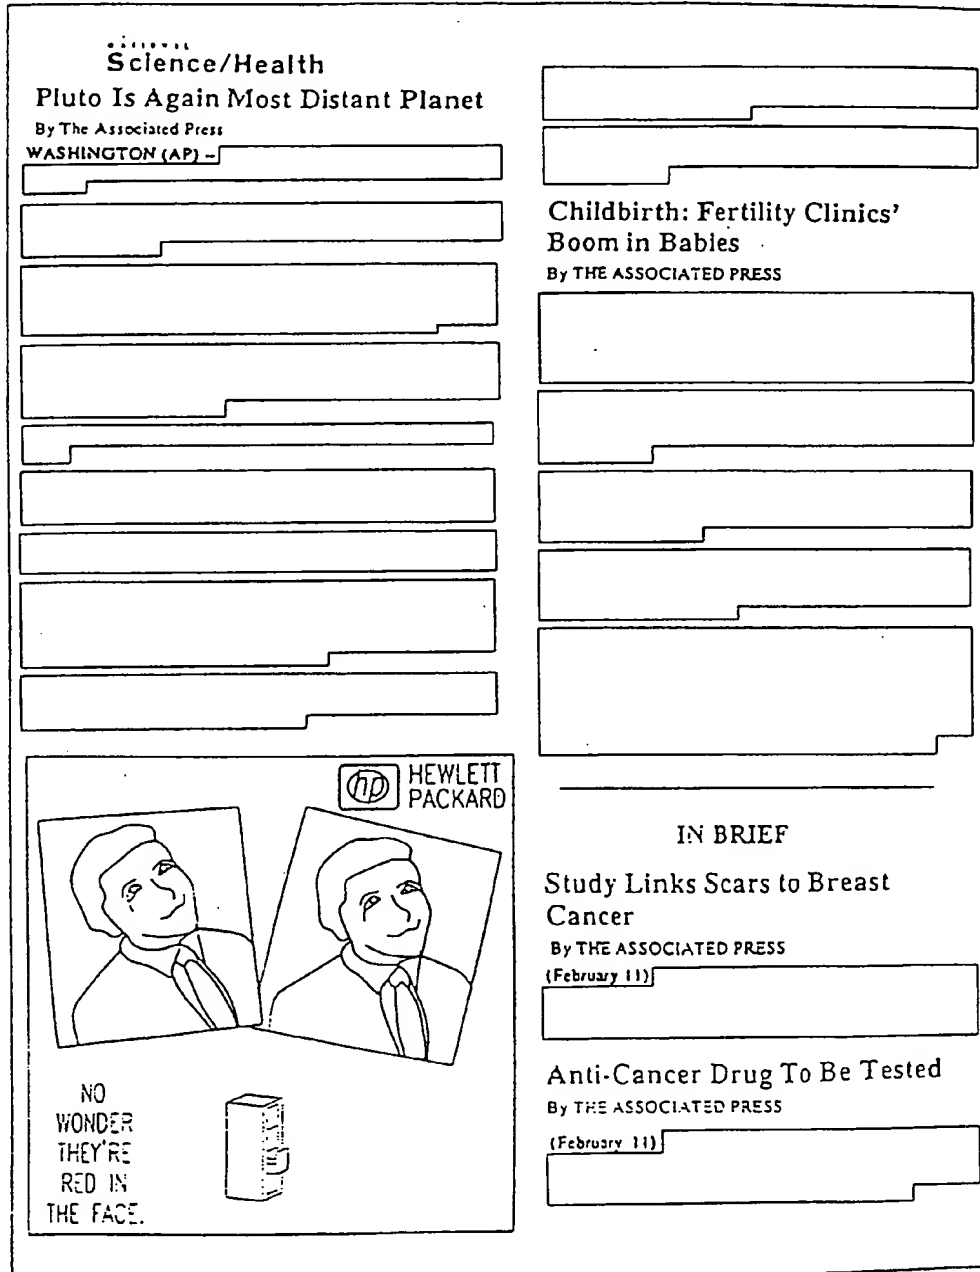 NATIONAL
Science/Health
Pluto Is Again Most Distant Planet
By The Associated Press
WASHINGTON (AP) –
hp HEWLETT
PACKARD
NO
WONDER
THEY'RE
RED IN
THE FACE.
Childbirth: Fertility Clinics'
Boom in Babies
By THE ASSOCIATED PRESS
IN BRIEF
Study Links Scars to Breast
Cancer
By THE ASSOCIATED PRESS
(February 11)
Anti-Cancer Drug To Be Tested
By THE ASSOCIATED PRESS
(February 11)